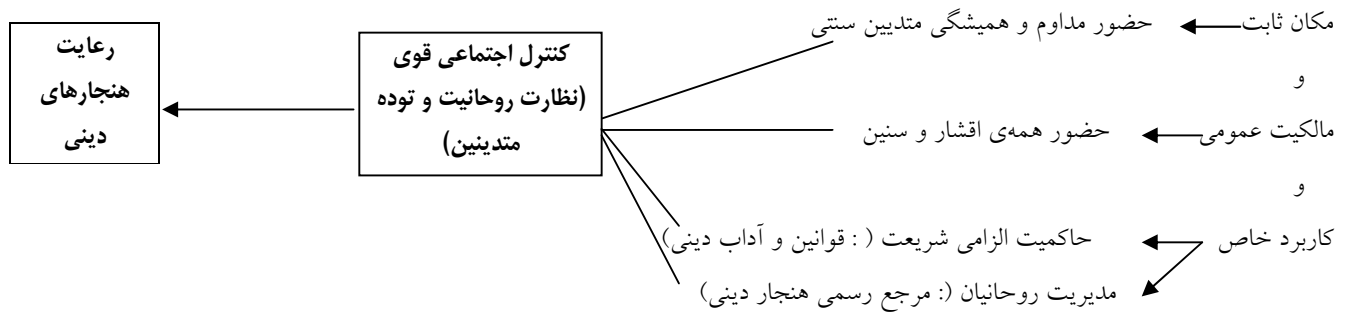 مکان ثابت
حضور مداوم و همیشگی متدیین سنتی
و
مالکیت عمومی
حضور همه‌ی اقشار و سنین
و
کاربرد خاص
حاکمیت الزامی شریعت ( : قوانین و آداب دینی)
مدیریت روحانیان (: مرجع رسمی هنجار دینی)
کنترل اجتماعی قوی
(نظارت روحانیت و توده
متدینین)
رعایت
هنجارهای
دینی